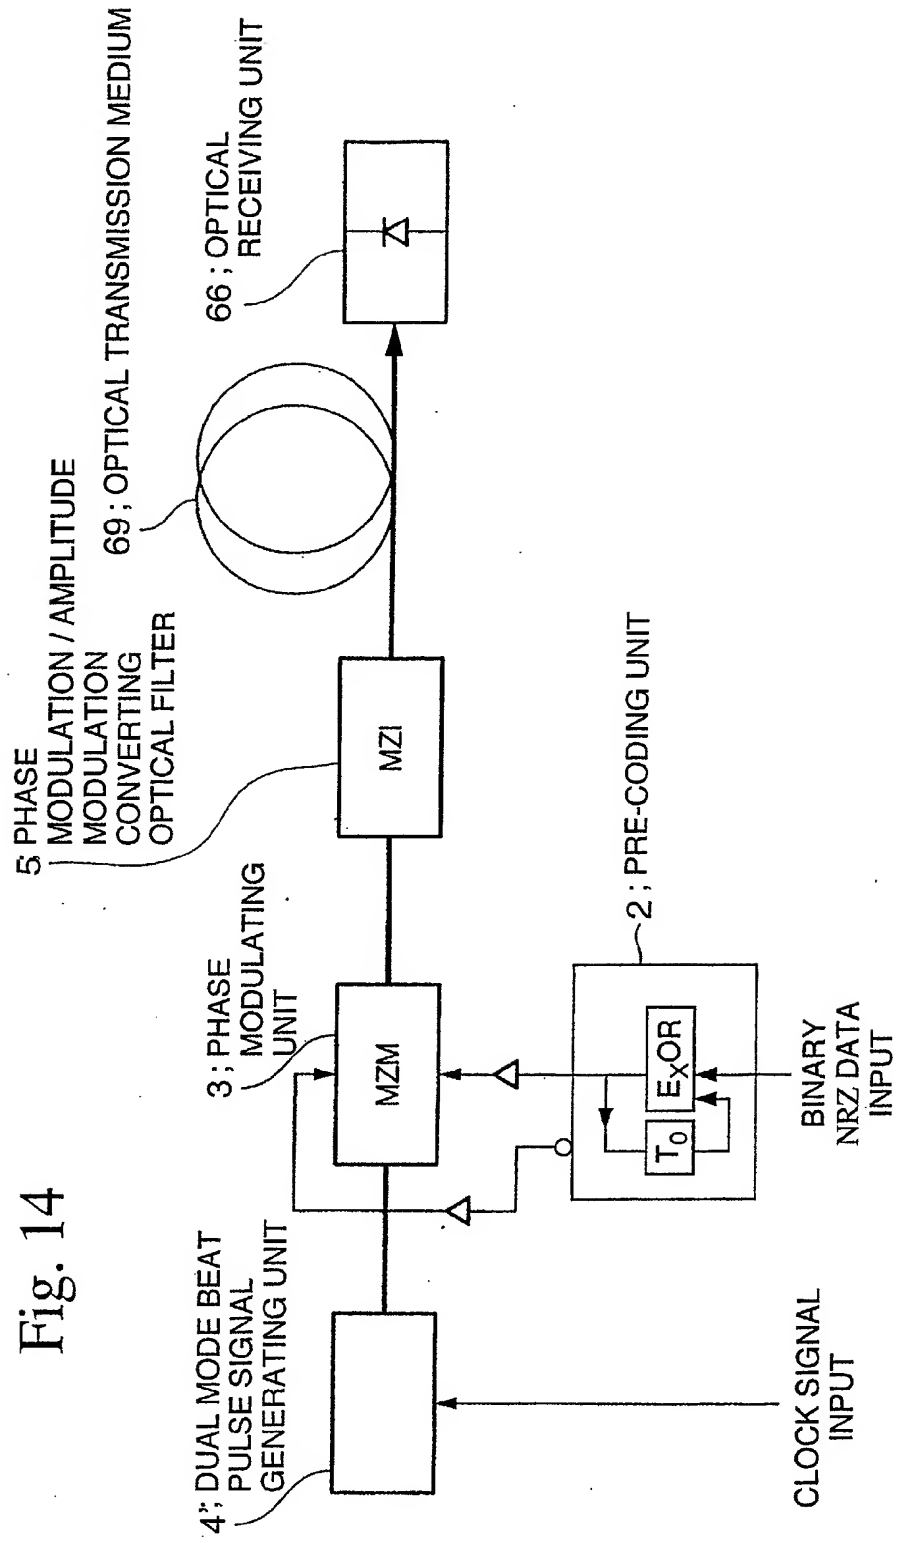 Fig. 14
4"; DUAL MODE BEAT
PULSE SIGNAL
GENERATING UNIT
3 ; PHASE
MODULATING
UNIT
5; PHASE
MODULATION / AMPLITUDE
MODULATION
CONVERTING
OPTICAL FILTER
69 ; OPTICAL TRANSMISSION MEDIUM
66 ; OPTICAL
RECEIVING UNIT
MZM
MZI
T0
EXOR
2 ; PRE-CODING UNIT
CLOCK SIGNAL
INPUT
BINARY
NRZ DATA
INPUT